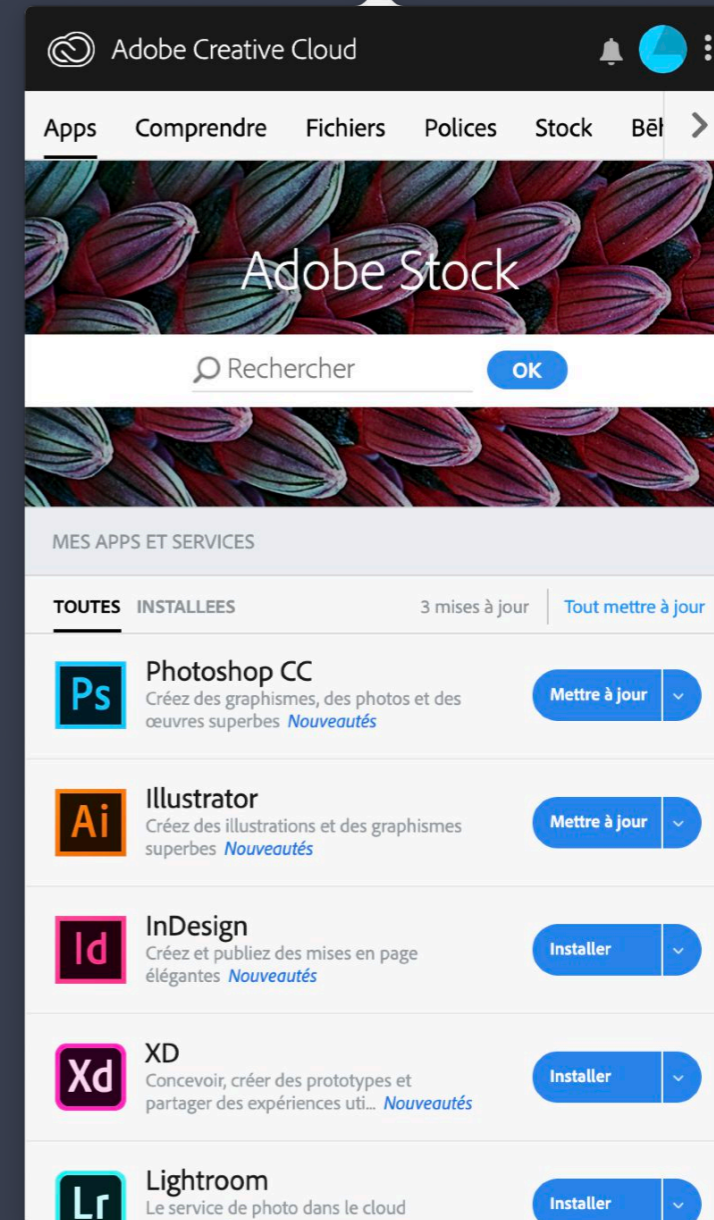 Adobe Creative Cloud
Apps Comprendre Fichiers Polices Stock
Adobe Stock
Rechercher OK
MES APPS ET SERVICES
TOUTES INSTALLEES 3 mises à jour Tout mettre à jour
Ps
Photoshop CC
Créez des graphismes, des photos et des
œuvres superbes Nouveautés
Mettre à jour
Ai
Illustrator
Créez des illustrations et des graphismes
superbes Nouveautés
Mettre à jour
Id
InDesign
Créez et publiez des mises en page
élégantes Nouveautés
Installer
Xd
XD
Concevoir, créer des prototypes et
partager des expériences uti... Nouveautés
Installer
Lr
Lightroom
Le service de photo dans le cloud
Installer